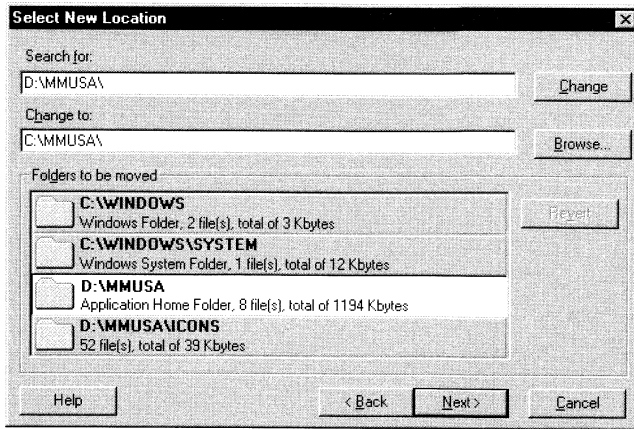 Select New Location
Search for:
D:\MMUSA\
Change
Change to:
C:\MMUSA\
Browse...
Folders to be moved
C:\WINDOWS
Windows Folder, 2 file(s), total of 3 Kbytes
Revert
C:\WINDOWS\SYSTEM
Windows System Folder, 1 file(s), total of 12 Kbytes
D:\MMUSA
Application Home Folder, 8 file(s), total of 1194 Kbytes
D:\MMUSA\ICONS
52 file(s), total of 39 Kbytes
Help
< Back
Next >
Cancel